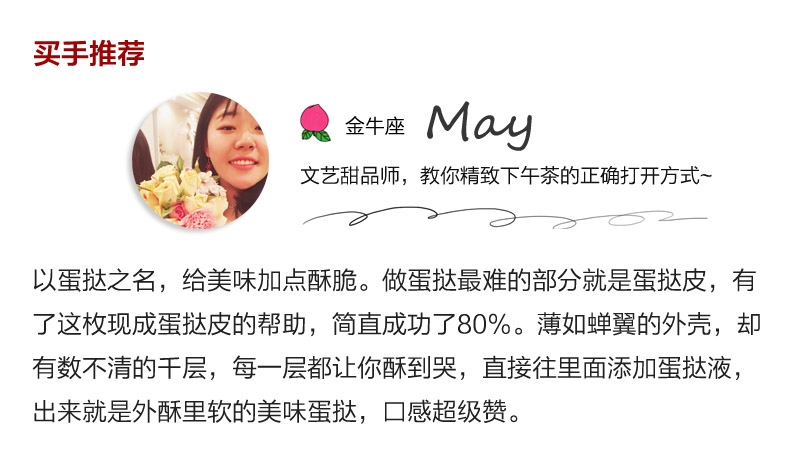 买手推荐
金牛座 May
文艺甜品师，教你精致下午茶的正确打开方式~
以蛋挞之名，给美味加点酥脆。做蛋挞最难的部分就是蛋挞皮，有
了这枚现成蛋挞皮的帮助，简直成功了80%。薄如蝉翼的外壳，却
有数不清的千层，每一层都让你酥到哭，直接往里面添加蛋挞液，
出来就是外酥里软的美味蛋挞，口感超级赞。